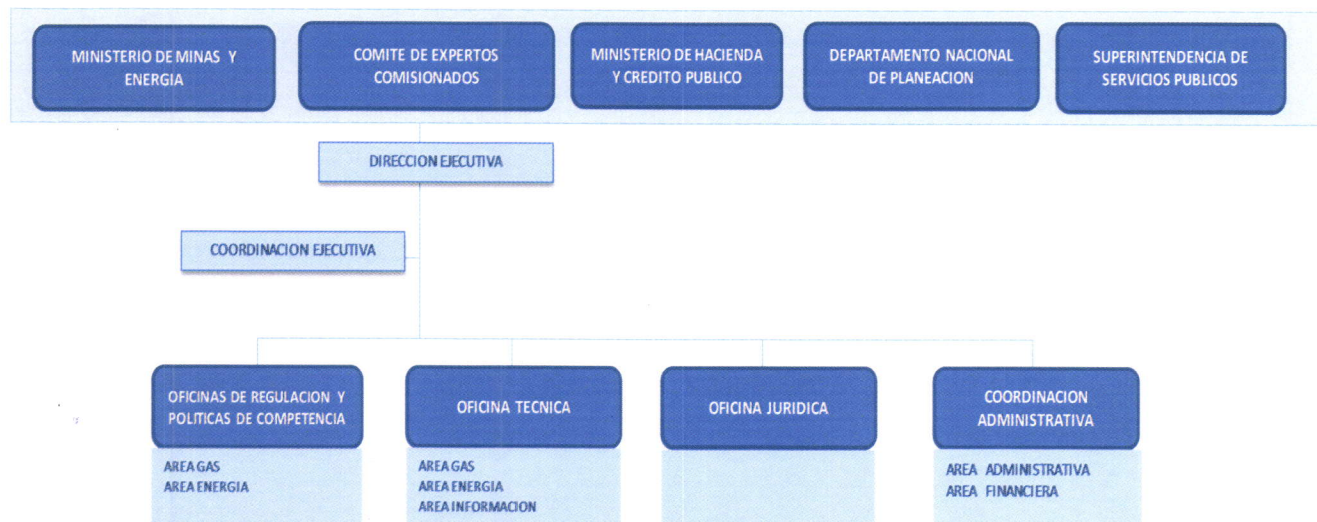 MINISTERIO DE MINAS Y
ENERGIA
COMITE DE EXPERTOS
COMISIONADOS
MINISTERIO DE HACIENDA
Y CREDITO PUBLICO
DEPARTAMENTO NACIONAL
DE PLANEACION
SUPERINTENDENCIA DE
SERVICIOS PUBLICOS
DIRECCION EJECUTIVA
COORDINACION EJECUTIVA
OFICINAS DE REGULACION Y
POLITICAS DE COMPETENCIA
AREA GAS
AREA ENERGIA
OFICINA TECNICA
AREA GAS
AREA ENERGIA
AREA INFORMACION
OFICINA JURIDICA
COORDINACION
ADMINISTRATIVA
AREA ADMINISTRATIVA
AREA FINANCIERA